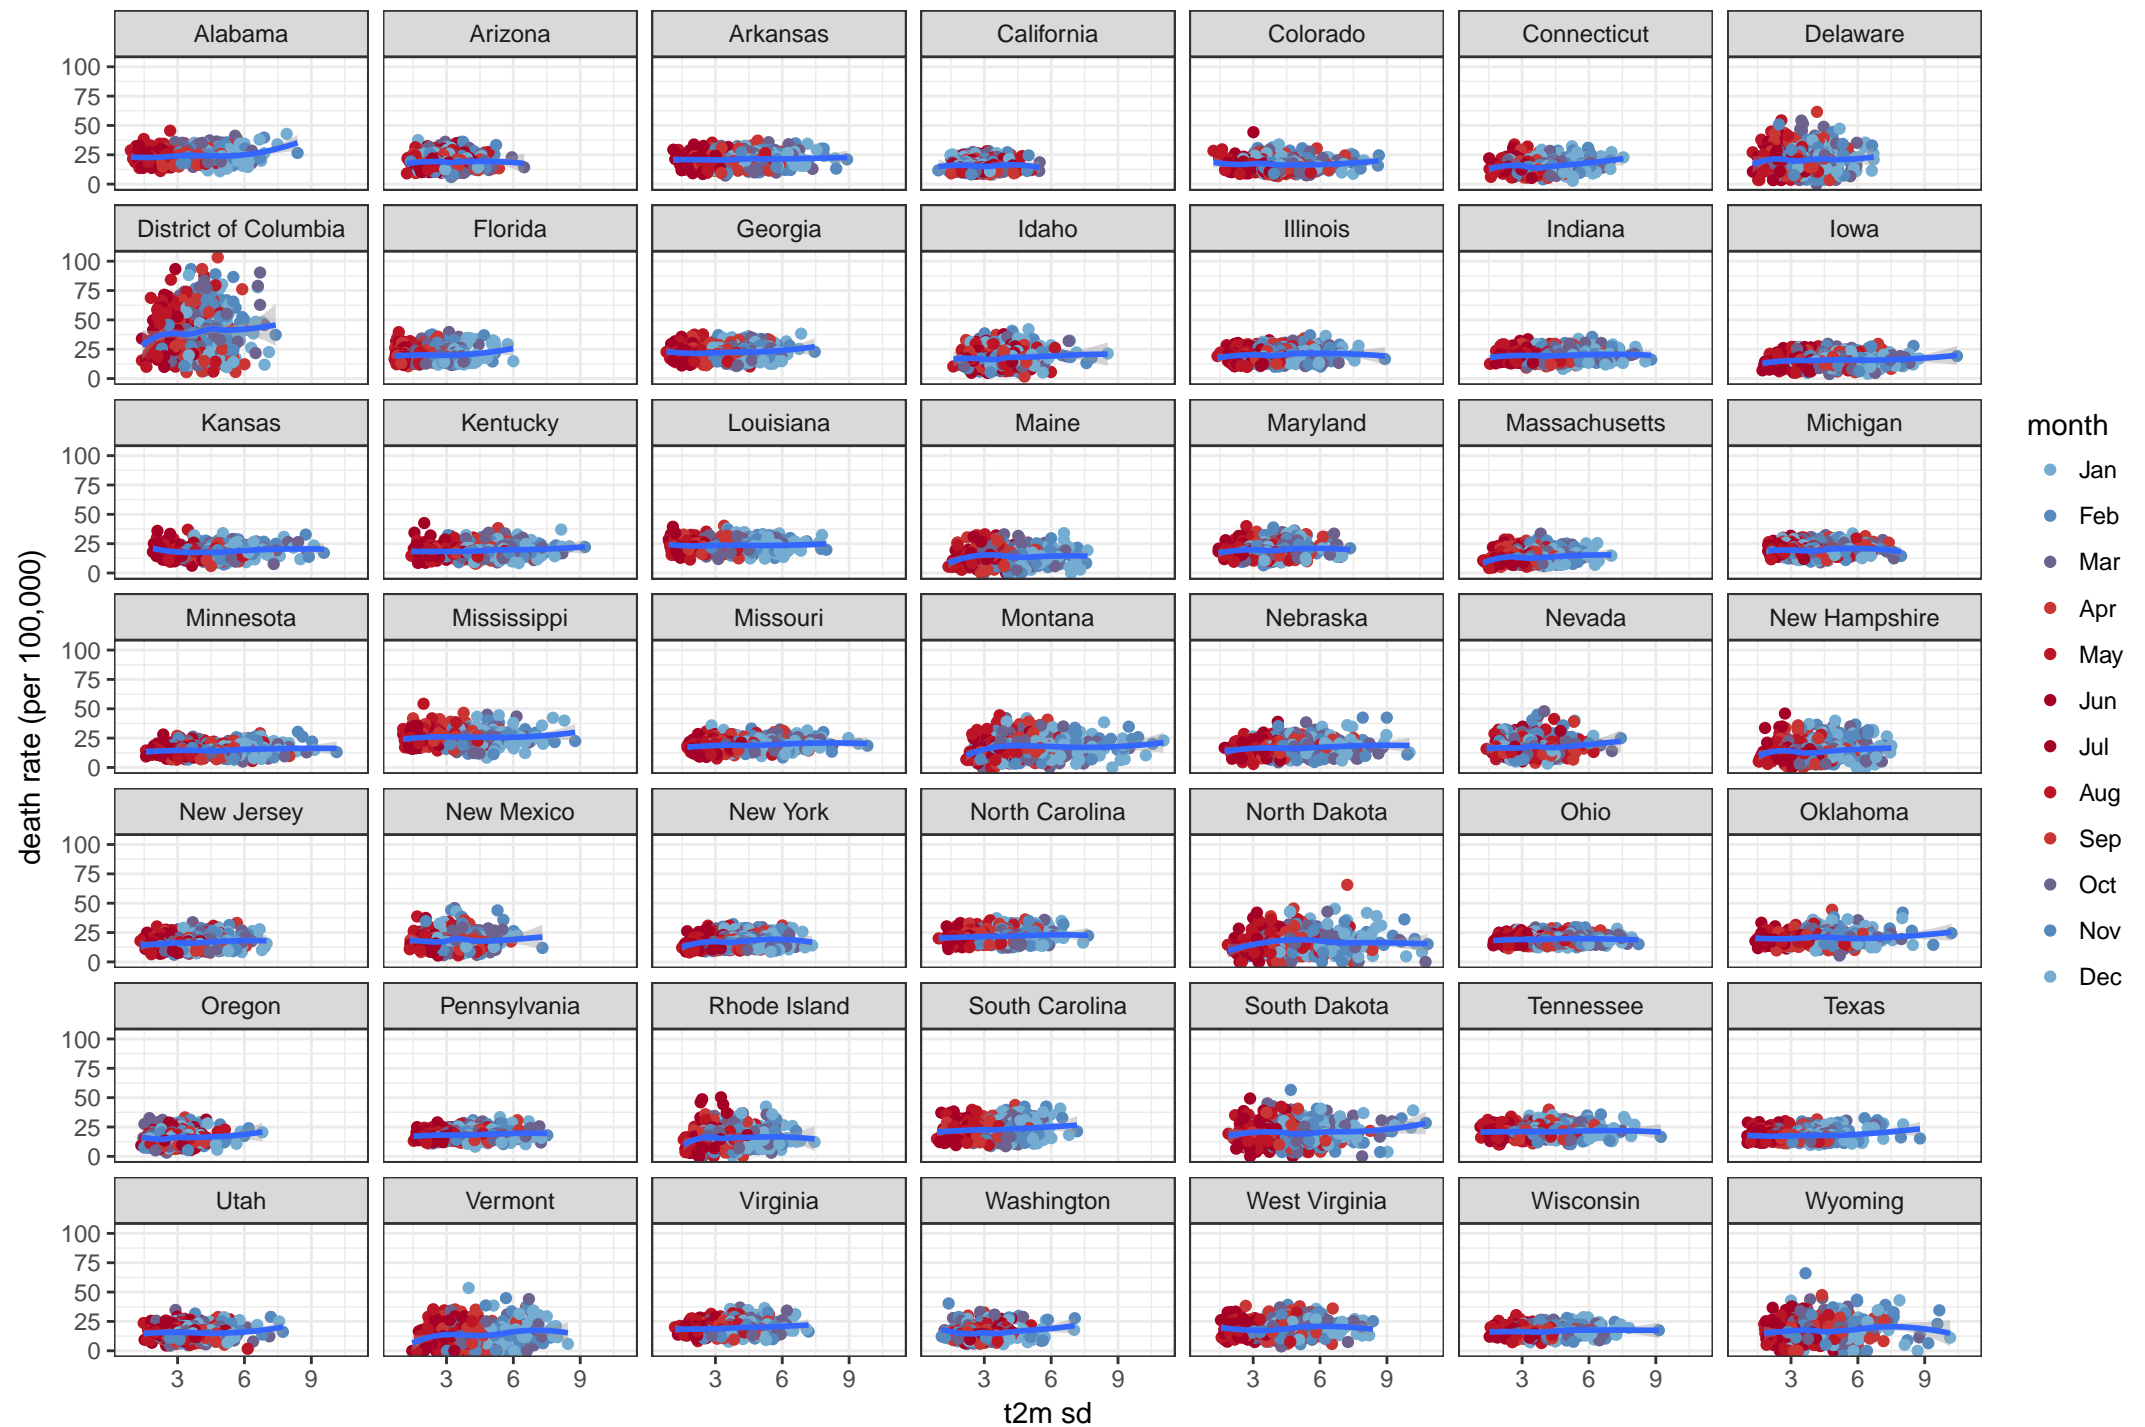 Alabama Arizona Arkansas California Colorado Connecticut Delaware
100
75
50
25
0
District of Columbia Florida Georgia Idaho Illinois Indiana Iowa
100
75
50
25
0
Kansas Kentucky Louisiana Maine Maryland Massachusetts Michigan
100
75
50
25
0
Minnesota Mississippi Missouri Montana Nebraska Nevada New Hampshire
100
75
50
25
0
New Jersey New Mexico New York North Carolina North Dakota Ohio Oklahoma
100
75
50
25
0
Oregon Pennsylvania Rhode Island South Carolina South Dakota Tennessee Texas
100
75
50
25
0
Utah Vermont Virginia Washington West Virginia Wisconsin Wyoming
100
75
50
25
0
3 6 9 3 6 9 3 6 9 3 6 9 3 6 9 3 6 9 3 6 9
t2m sd
death rate (per 100,000)
month
Jan
Feb
Mar
Apr
May
Jun
Jul
Aug
Sep
Oct
Nov
Dec